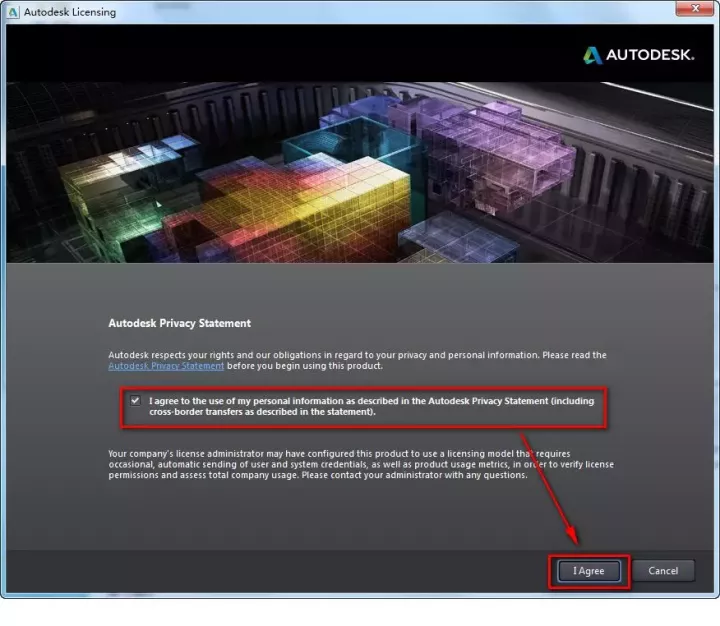 Autodesk Licensing
AUTODESK.
Autodesk Privacy Statement
Autodesk respects your rights and our obligations in regard to your privacy and personal information. Please read the
Autodesk Privacy Statement before you begin using this product.
I agree to the use of my personal information as described in the Autodesk Privacy Statement (including
cross-border transfers as described in the statement).
Your company's license administrator may have configured this product to use a licensing model that requires
occasional, automatic sending of user and system credentials, as well as product usage metrics, in order to verify license
permissions and assess total company usage. Please contact your administrator with any questions.
I Agree
Cancel